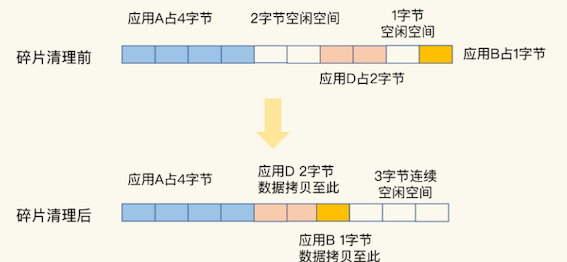 应用A占4字节
2字节空闲空间
1字节
空闲空间
碎片清理前
应用B占1字节
应用D占2字节
应用A占4字节
应用D 2字节
数据拷贝至此
3字节连续
空闲空间
碎片清理后
应用B 1字节
数据拷贝至此